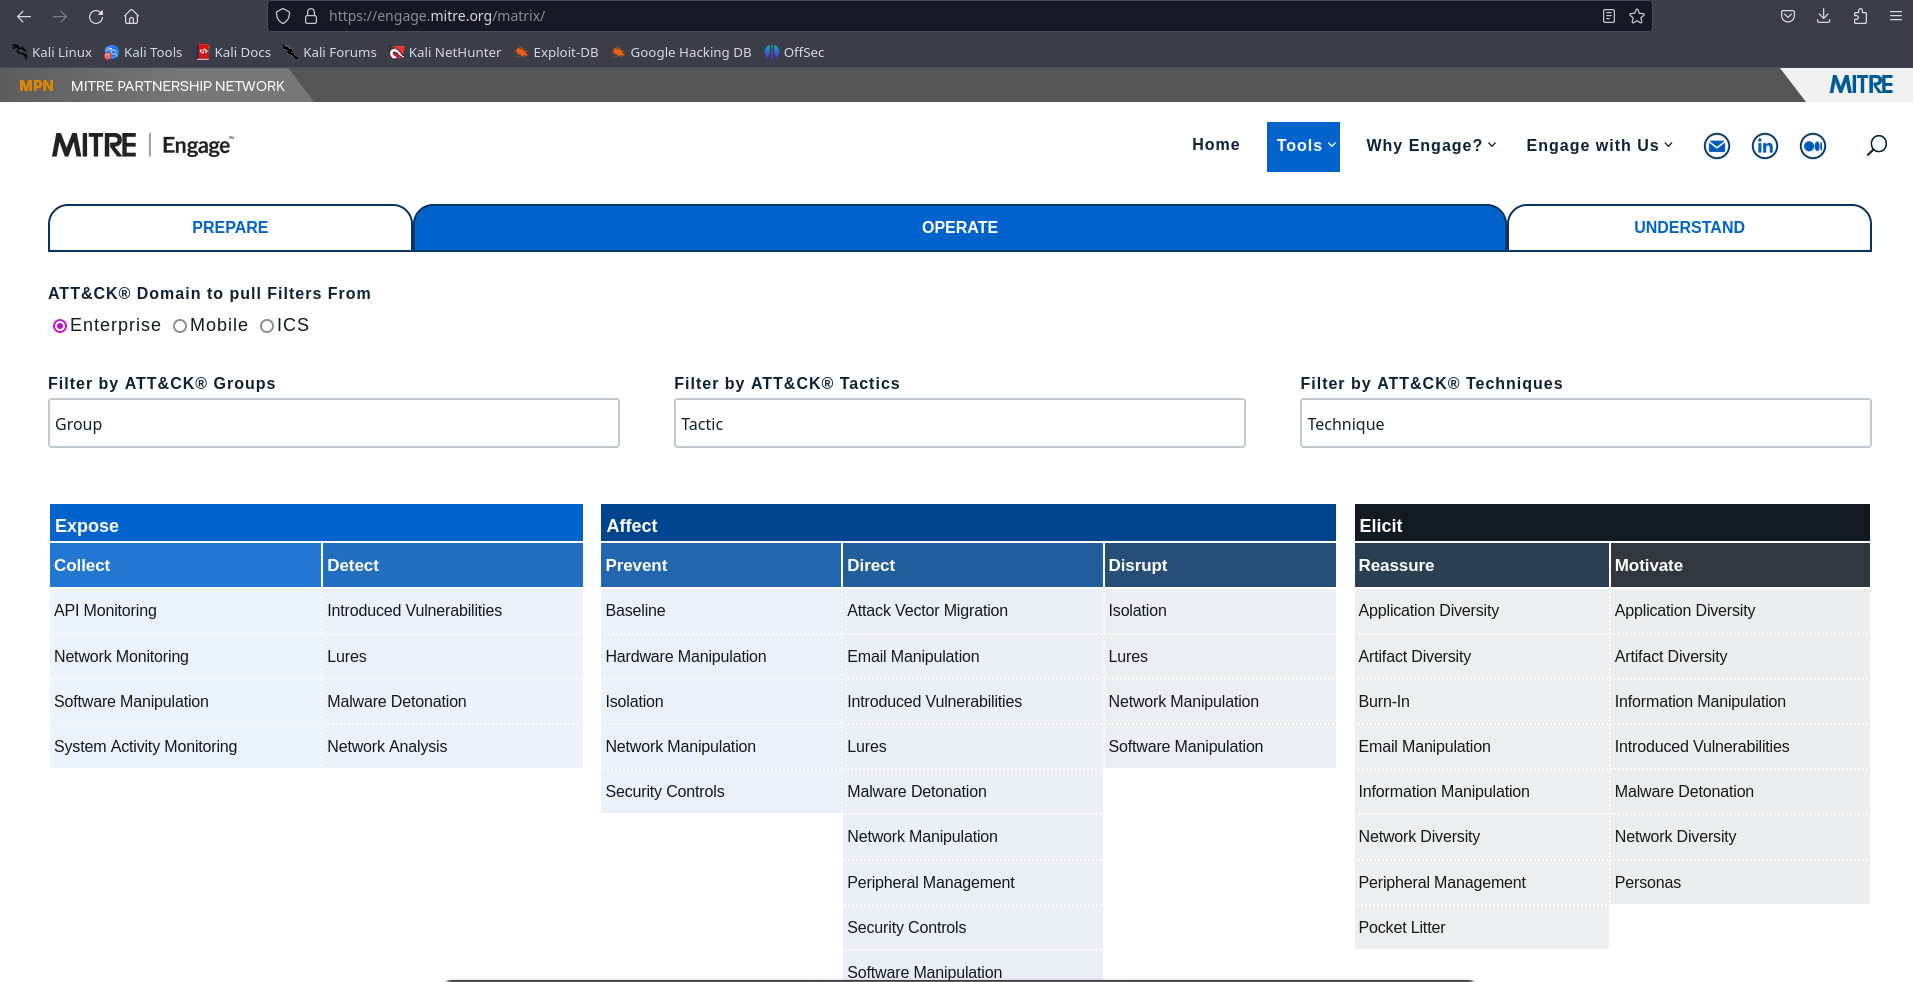 https://engage.mitre.org/matrix/
Kali Linux Kali Tools Kali Docs Kali Forums Kali NetHunter Exploit-DB Google Hacking DB OffSec
MPN MITRE PARTNERSHIP NETWORK MITRE
MITRE | Engage™ Home Tools Why Engage? Engage with Us
PREPARE OPERATE UNDERSTAND
ATT&CK® Domain to pull Filters From
Enterprise Mobile ICS
Filter by ATT&CK® Groups Filter by ATT&CK® Tactics Filter by ATT&CK® Techniques
Group Tactic Technique
Expose Affect Elicit
Collect Detect Prevent Direct Disrupt Reassure Motivate
API Monitoring Introduced Vulnerabilities Baseline Attack Vector Migration Isolation Application Diversity Application Diversity
Network Monitoring Lures Hardware Manipulation Email Manipulation Lures Artifact Diversity Artifact Diversity
Software Manipulation Malware Detonation Isolation Introduced Vulnerabilities Network Manipulation Burn-In Information Manipulation
System Activity Monitoring Network Analysis Network Manipulation Lures Software Manipulation Email Manipulation Introduced Vulnerabilities
Security Controls Malware Detonation Information Manipulation Malware Detonation
Network Manipulation Network Diversity Network Diversity
Peripheral Management Peripheral Management Personas
Security Controls Pocket Litter
Software Manipulation